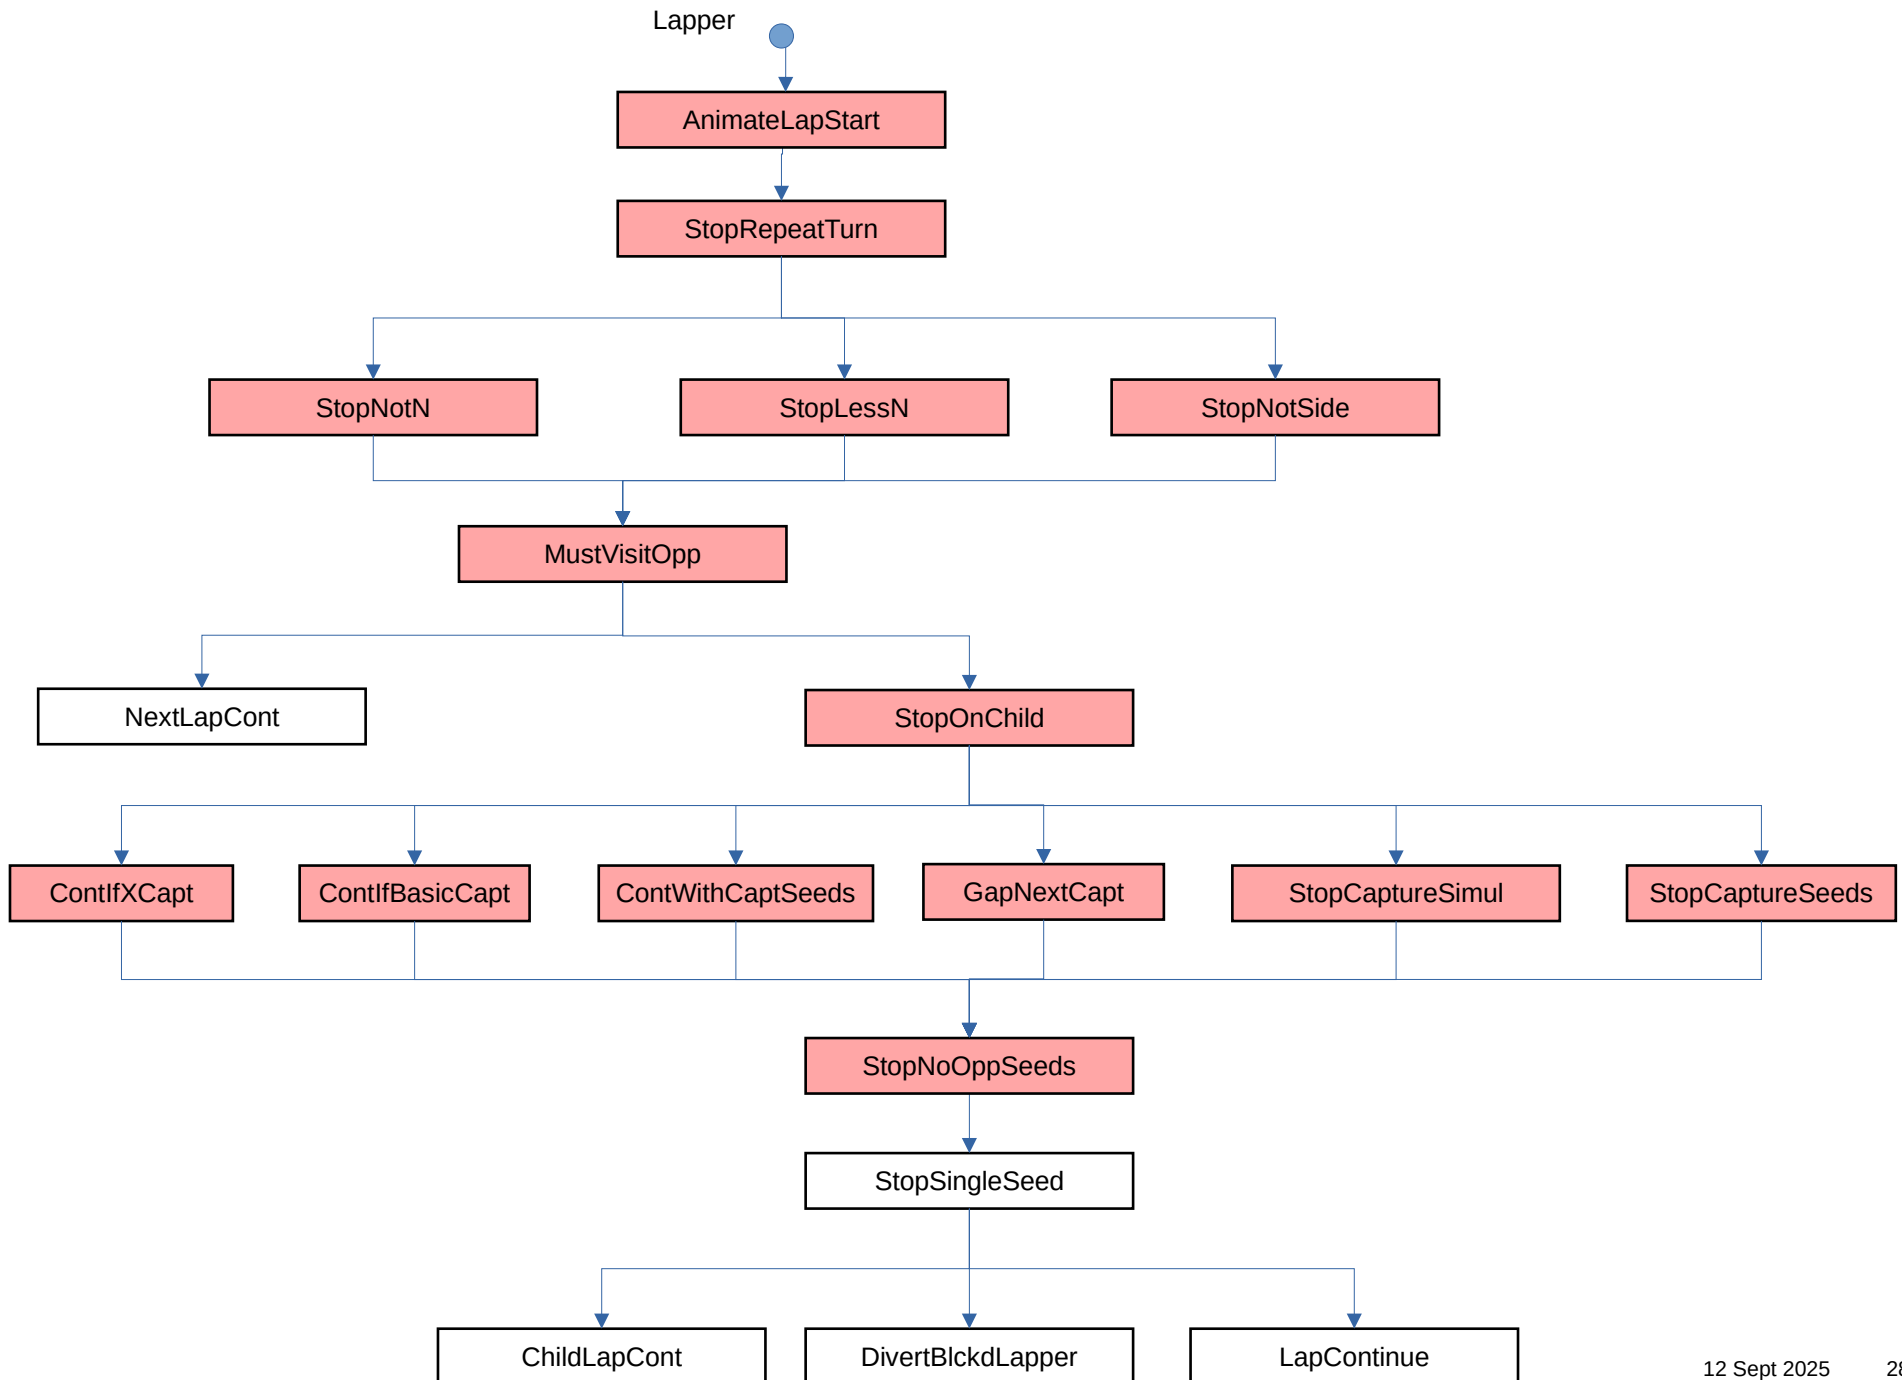 Lapper
AnimateLapStart
StopRepeatTurn
StopNotN
StopLessN
StopNotSide
MustVisitOpp
NextLapCont
StopOnChild
ContIfXCapt
ContIfBasicCapt
ContWithCaptSeeds
GapNextCapt
StopCaptureSimul
StopCaptureSeeds
StopNoOppSeeds
StopSingleSeed
ChildLapCont
DivertBlckdLapper
LapContinue
12 Sept 2025 28